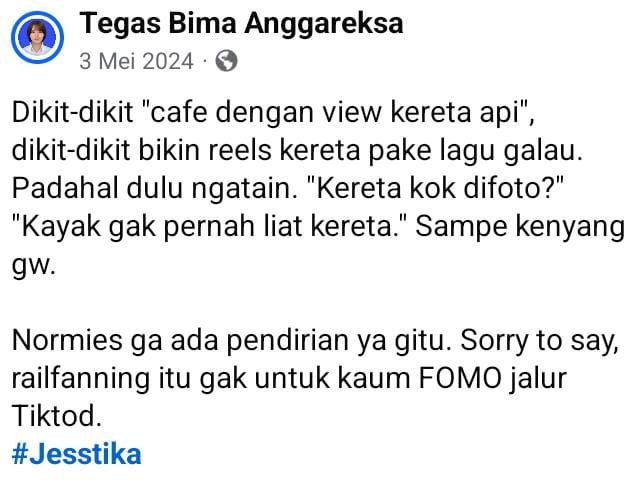 Tegas Bima Anggareksa
3 Mei 2024 ·
Dikit-dikit "cafe dengan view kereta api",
dikit-dikit bikin reels kereta pake lagu galau.
Padahal dulu ngatain. "Kereta kok difoto?"
"Kayak gak pernah liat kereta." Sampe kenyang
gw.
Normies ga ada pendirian ya gitu. Sorry to say,
railfanning itu gak untuk kaum FOMO jalur
Tiktod.
#Jesstika